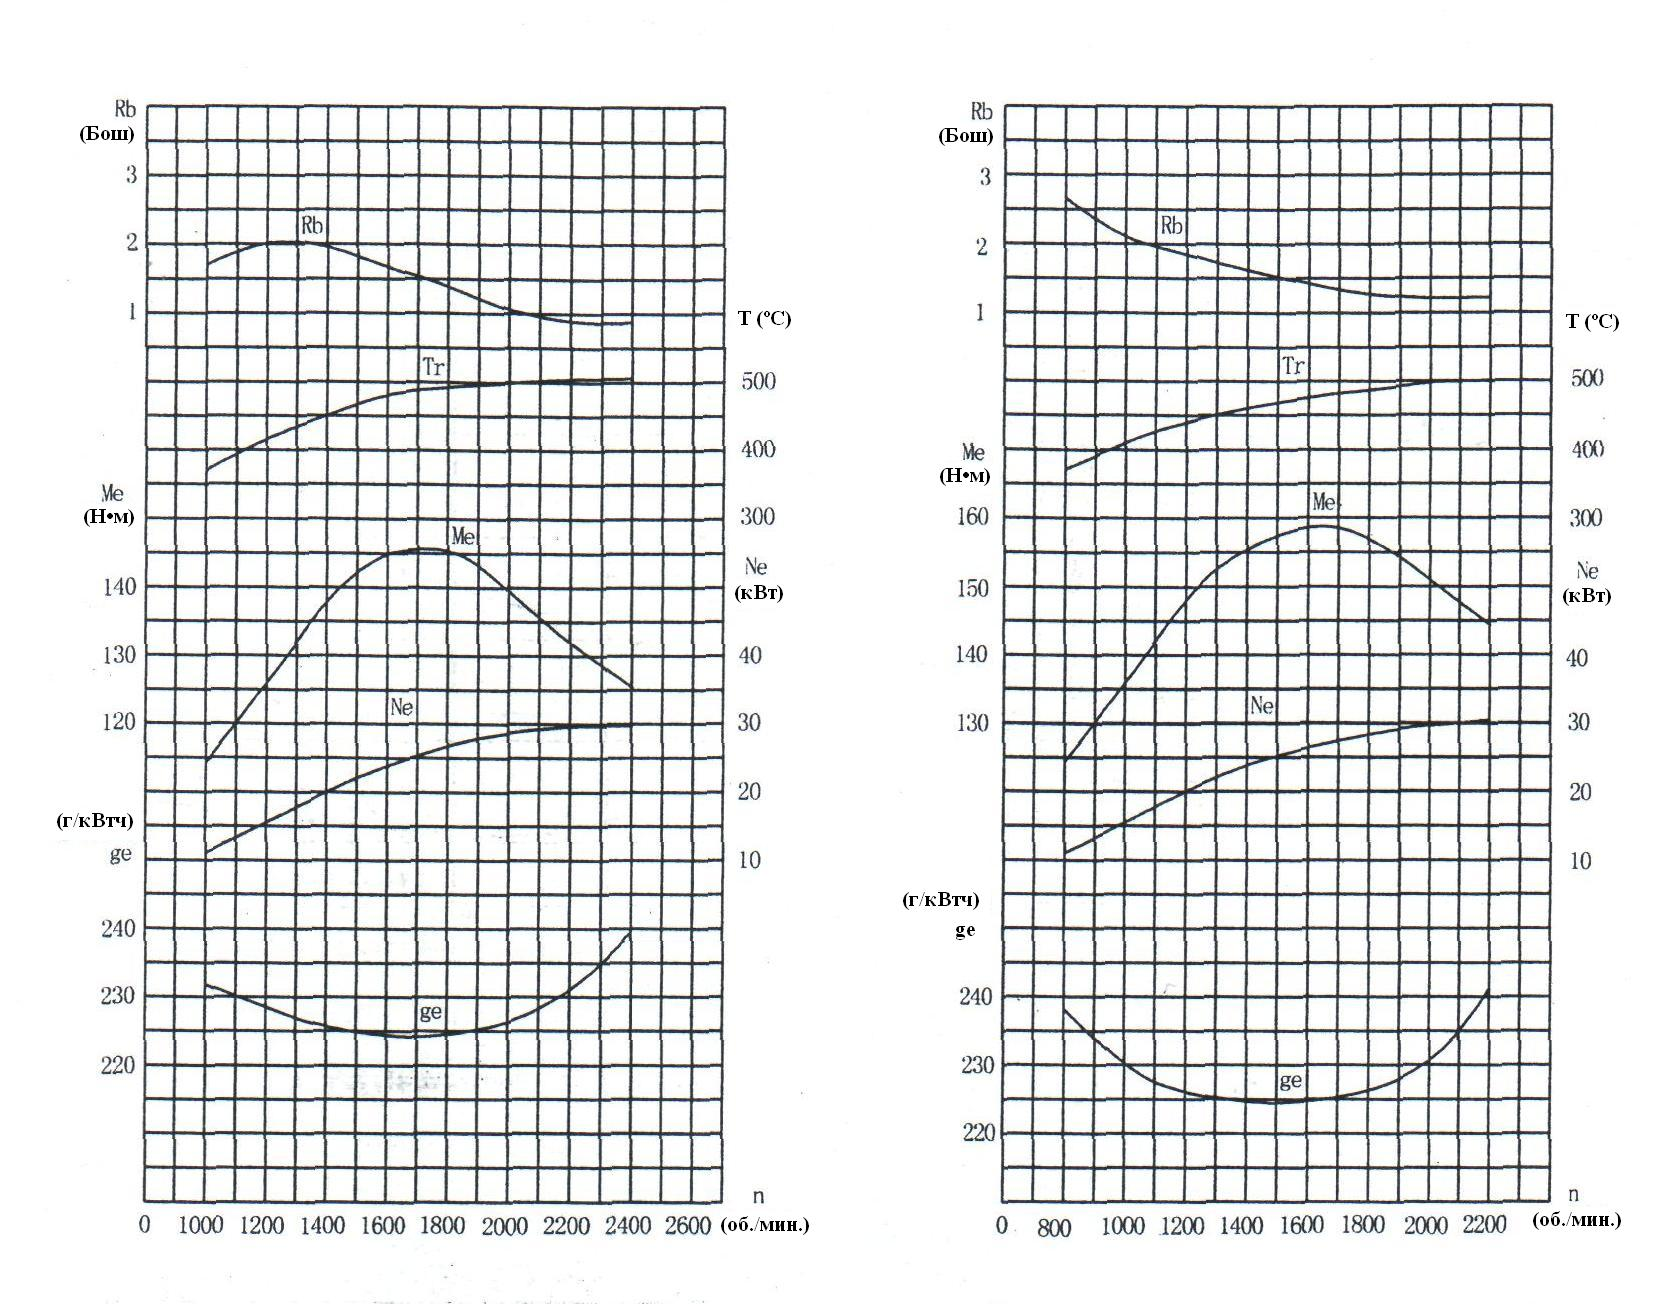 Rb
(Бош)
3
2
1
Rb
T (ºC)
500
400
300
Tr
Me
(Н•м)
140
130
120
Me
Ne
(кВт)
40
30
20
10
Ne
(г/кВтч)
ge
240
230
220
ge
n
0 1000 1200 1400 1600 1800 2000 2200 2400 2600 (об./мин.)
Rb
(Бош)
3
2
1
Rb
T (ºC)
500
400
300
Tr
Me
(Н•м)
160
150
140
130
Me
Ne
(кВт)
40
30
20
10
Ne
(г/кВтч)
ge
240
230
220
ge
n
0 800 1000 1200 1400 1600 1800 2000 2200 (об./мин.)